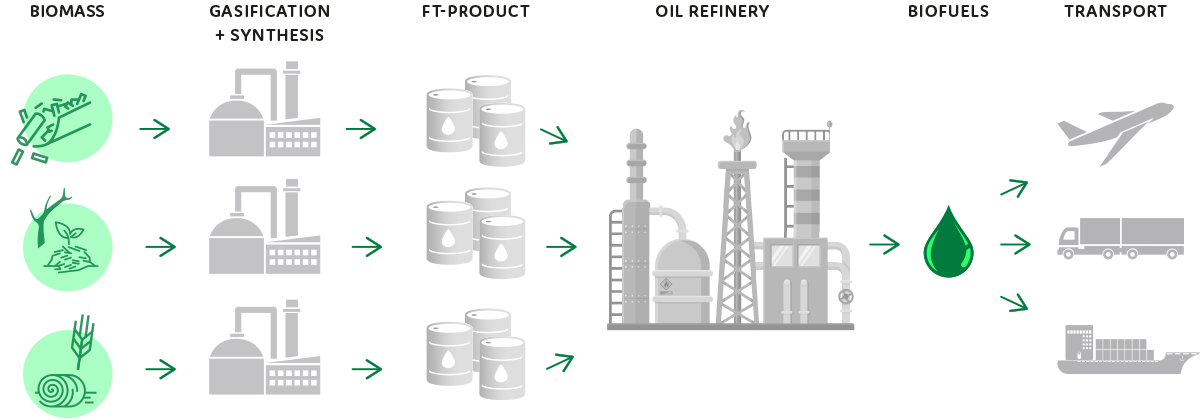 BIOMASS
GASIFICATION
+ SYNTHESIS
FT-PRODUCT
OIL REFINERY
BIOFUELS
TRANSPORT